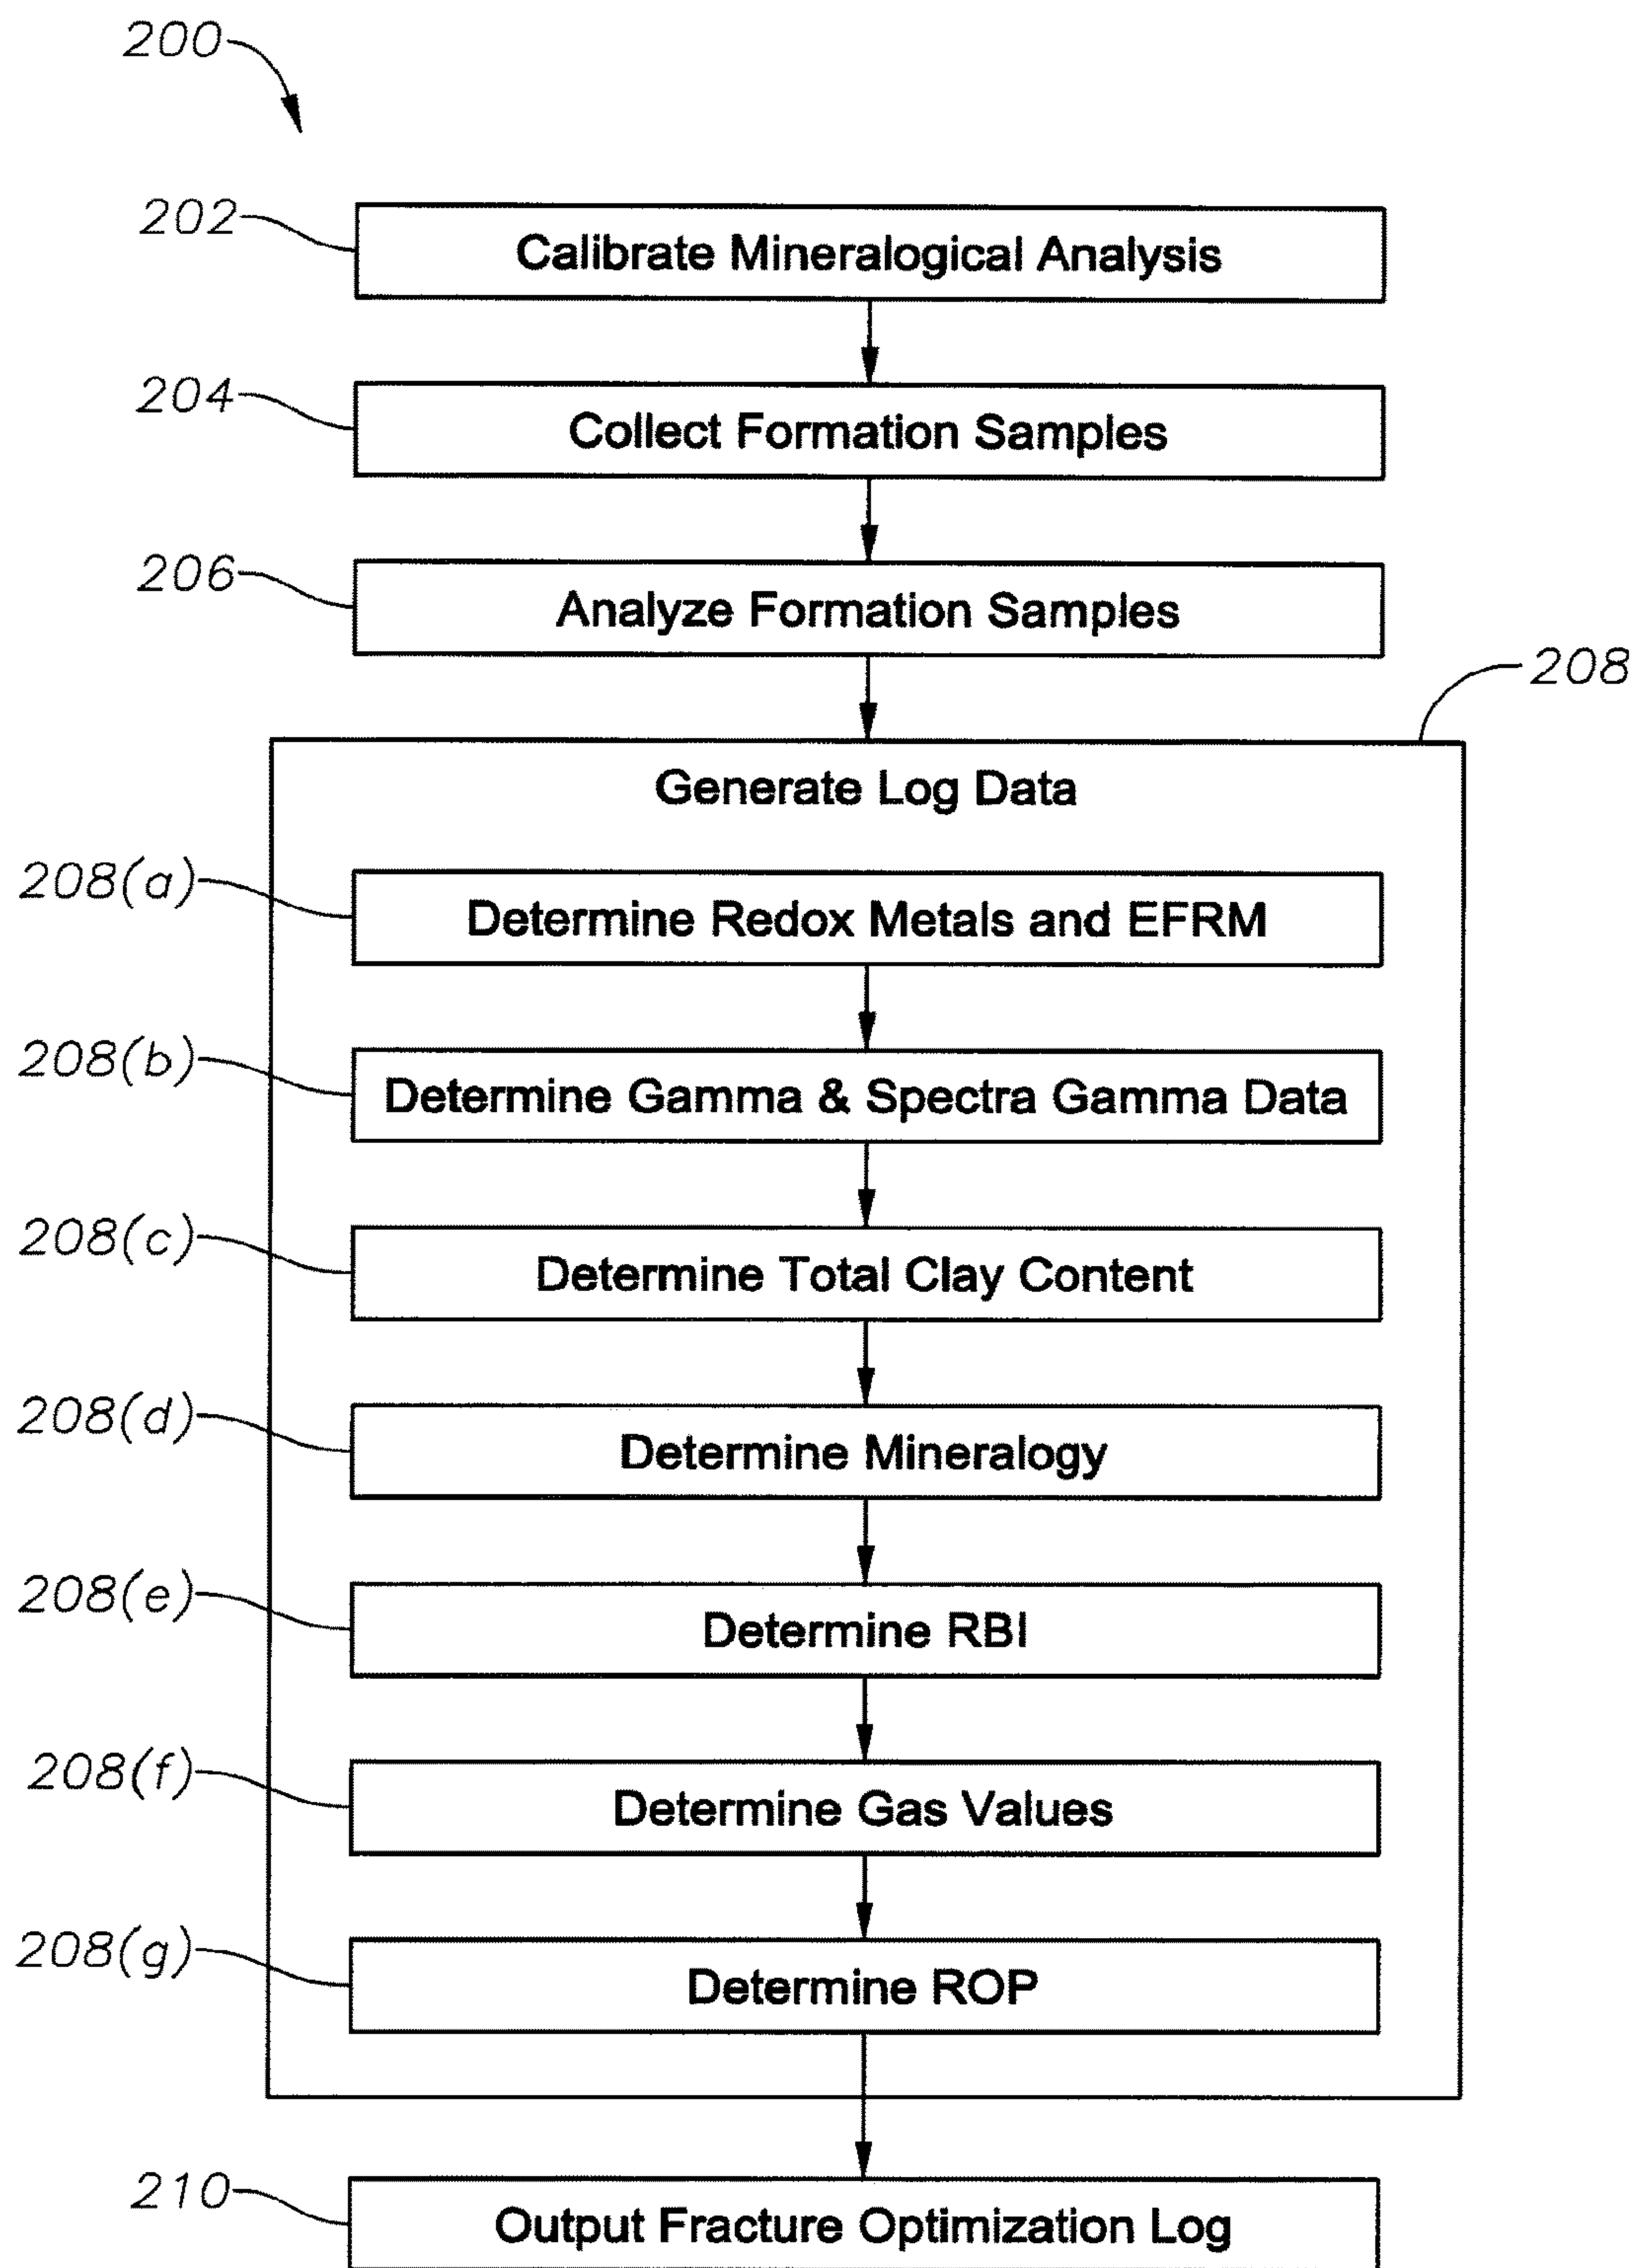 200
202
Calibrate Mineralogical Analysis
204
Collect Formation Samples
206
Analyze Formation Samples
208
Generate Log Data
208(a)
Determine Redox Metals and EFRM
208(b)
Determine Gamma & Spectra Gamma Data
208(c)
Determine Total Clay Content
208(d)
Determine Mineralogy
208(e)
Determine RBI
208(f)
Determine Gas Values
208(g)
Determine ROP
210
Output Fracture Optimization Log